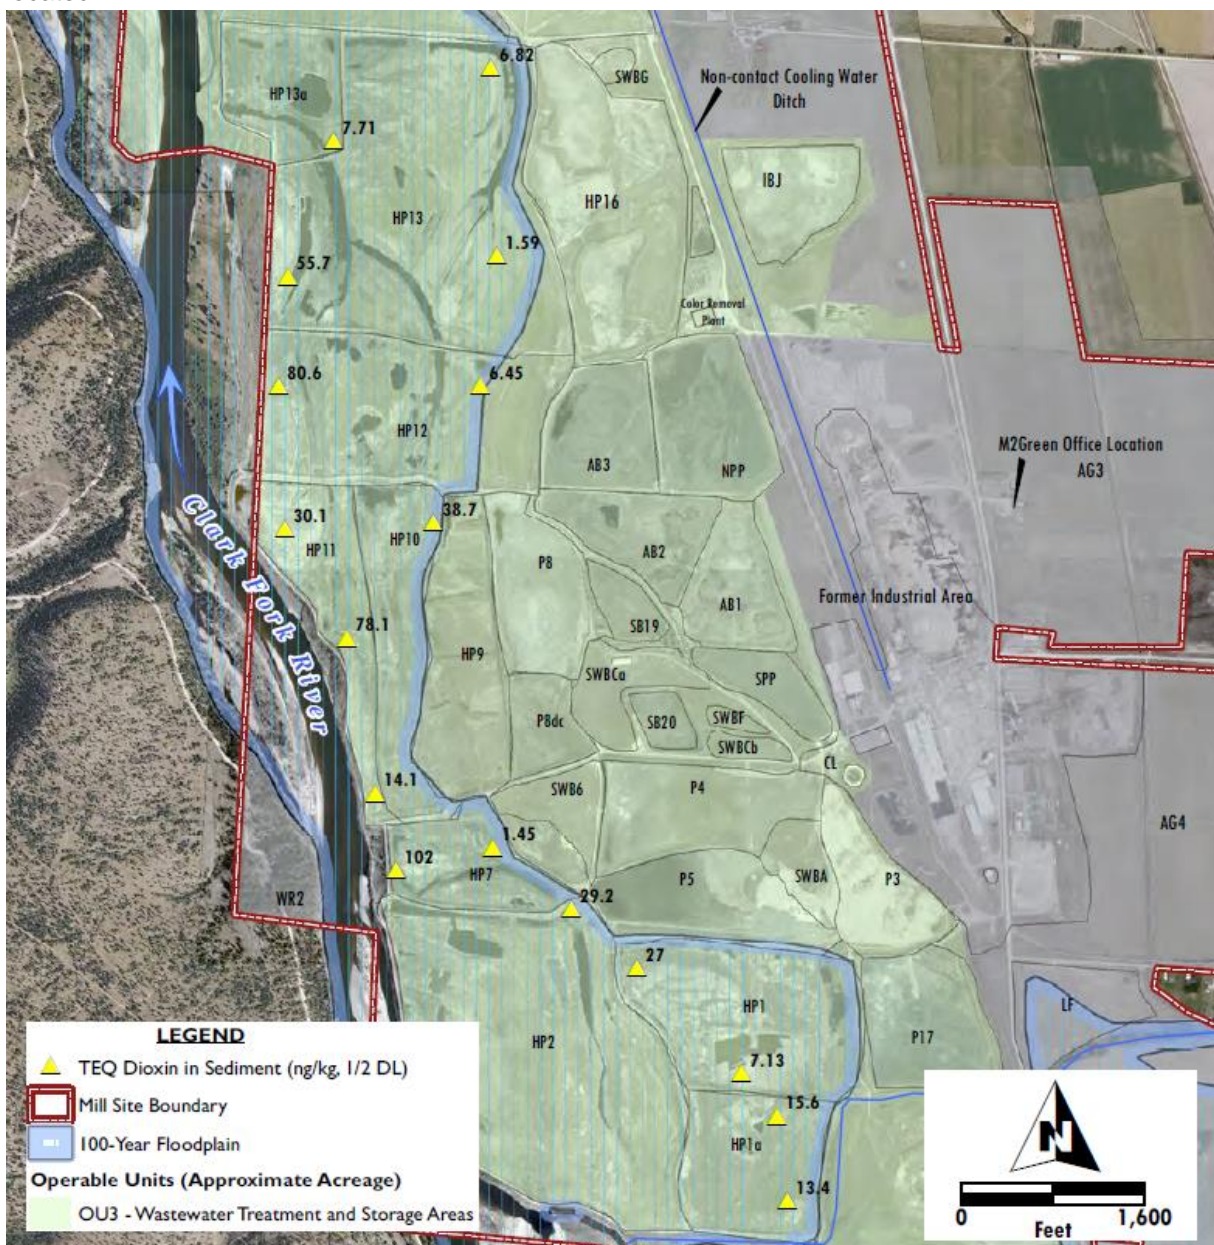 6.82
SWBG
Non-contact Cooling Water
Ditch
HP13a
7.71
IBJ
HP16
HP13
1.59
55.7
Color Removal
Plant
80.6
6.45
HP12
M2Green Office Location
AG3
AB3
NPP
30.1
38.7
HP11
HP10
P8
AB2
AB1
Former Industrial Area
Clark Fork River
78.1
SB19
HP9
SWBCa
SPP
P8dc
SB20
SWBF
SWBCb
CL
14.1
SWB6
P4
1.45
AG4
102
HP7
P5
SWBA
P3
WR2
29.2
27
HP1
LF
HP2
P17
7.13
15.6
HP1a
13.4
LEGEND
TEQ Dioxin in Sediment (ng/kg, 1/2 DL)
Mill Site Boundary
100-Year Floodplain
Operable Units (Approximate Acreage)
OU3 - Wastewater Treatment and Storage Areas
N
0 1,600
Feet